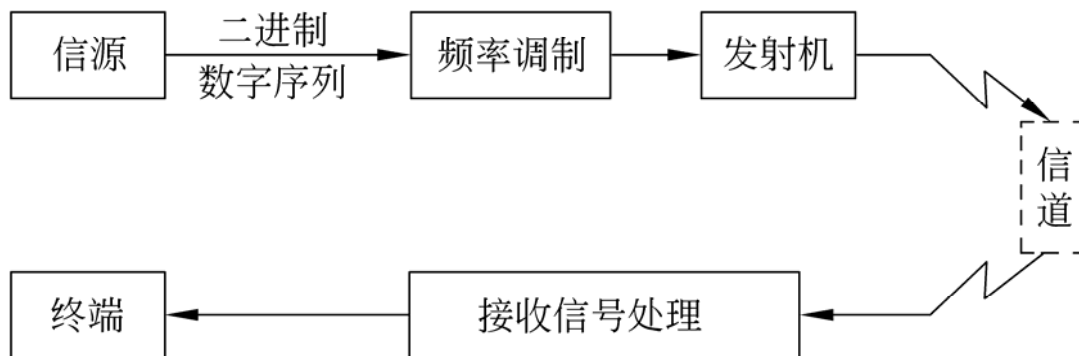 信源
二进制
数字序列
频率调制
发射机
信道
接收信号处理
终端